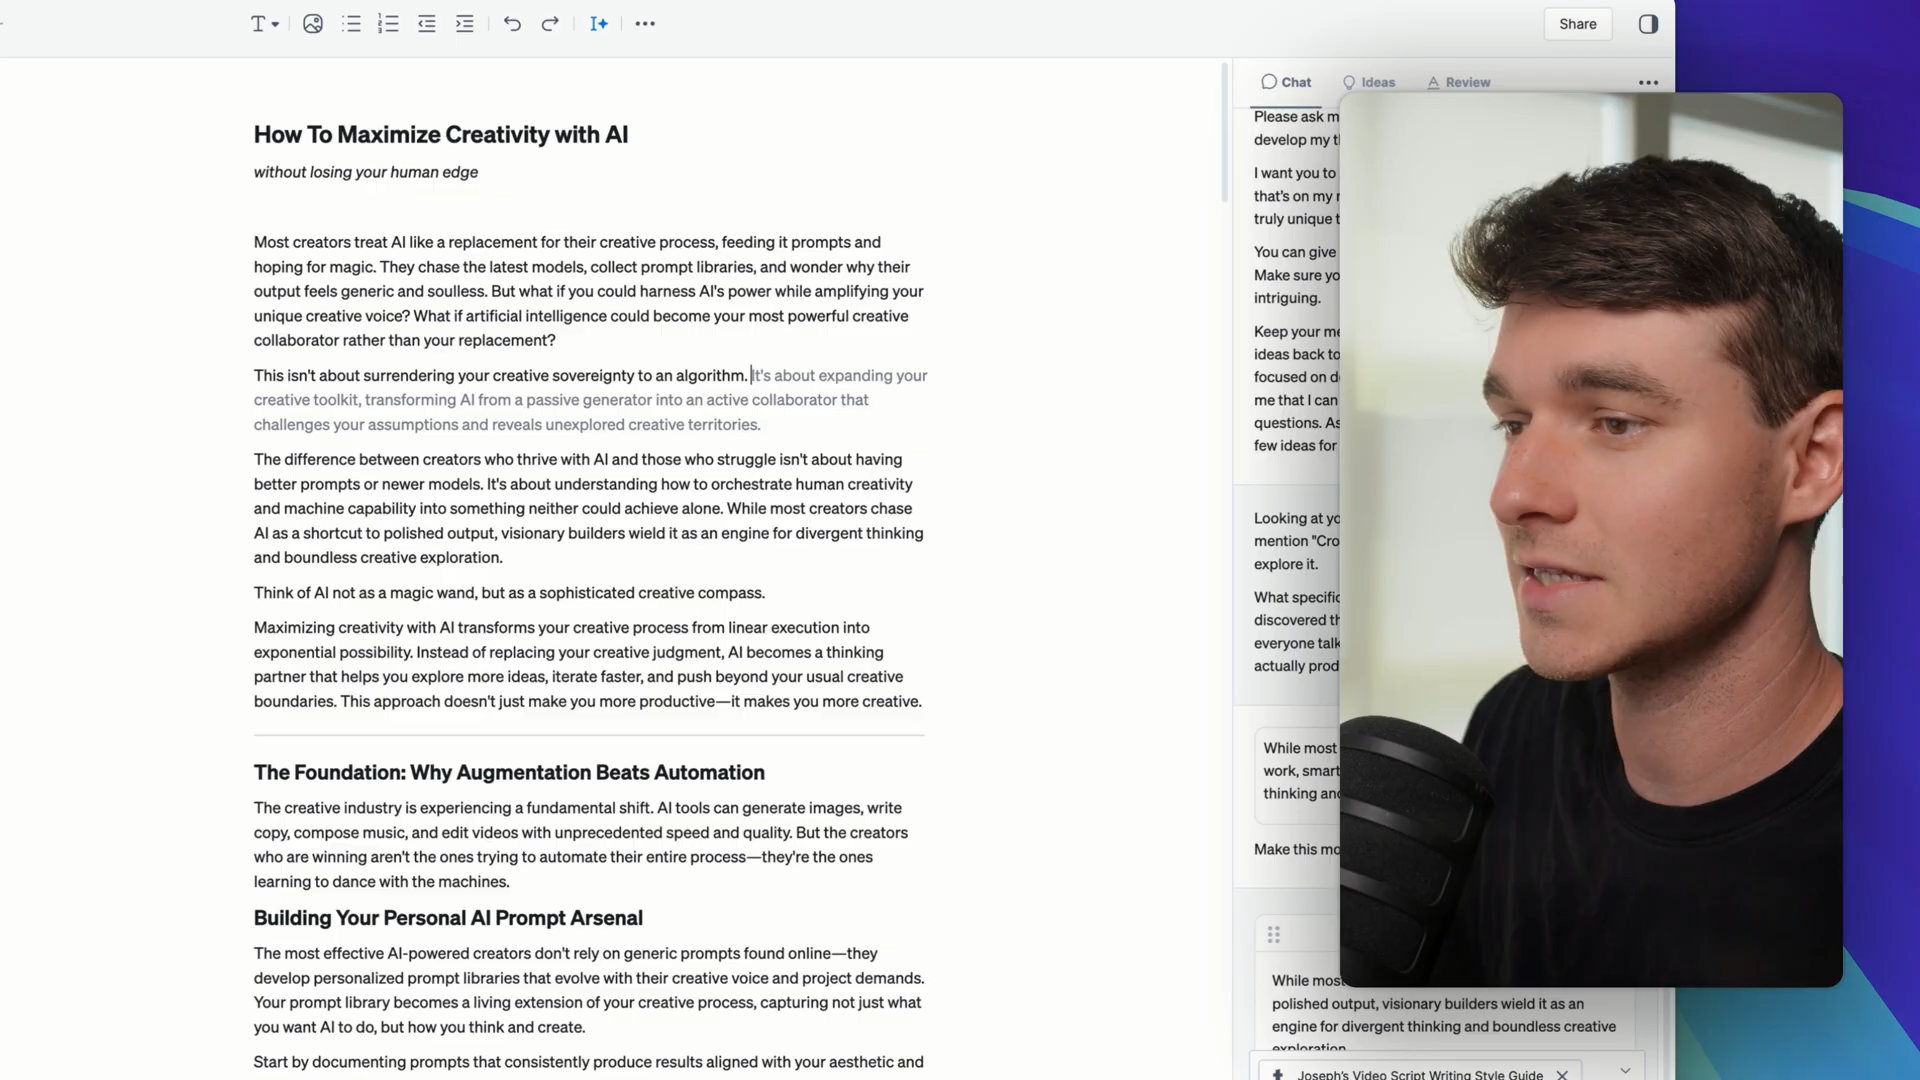 Share
Chat
Ideas
Review
How To Maximize Creativity with AI
without losing your human edge
Most creators treat AI like a replacement for their creative process, feeding it prompts and
hoping for magic. They chase the latest models, collect prompt libraries, and wonder why their
output feels generic and soulless. But what if you could harness AI's power while amplifying your
unique creative voice? What if artificial intelligence could become your most powerful creative
collaborator rather than your replacement?
This isn't about surrendering your creative sovereignty to an algorithm. It's about expanding your
creative toolkit, transforming AI from a passive generator into an active collaborator that
challenges your assumptions and reveals unexplored creative territories.
The difference between creators who thrive with AI and those who struggle isn't about having
better prompts or newer models. It's about understanding how to orchestrate human creativity
and machine capability into something neither could achieve alone. While most creators chase
AI as a shortcut to polished output, visionary builders wield it as an engine for divergent thinking
and boundless creative exploration.
Think of AI not as a magic wand, but as a sophisticated creative compass.
Maximizing creativity with AI transforms your creative process from linear execution into
exponential possibility. Instead of replacing your creative judgment, AI becomes a thinking
partner that helps you explore more ideas, iterate faster, and push beyond your usual creative
boundaries. This approach doesn't just make you more productive—it makes you more creative.
The Foundation: Why Augmentation Beats Automation
The creative industry is experiencing a fundamental shift. AI tools can generate images, write
copy, compose music, and edit videos with unprecedented speed and quality. But the creators
who are winning aren't the ones trying to automate their entire process—they're the ones
learning to dance with the machines.
Building Your Personal AI Prompt Arsenal
The most effective AI-powered creators don't rely on generic prompts found online—they
develop personalized prompt libraries that evolve with their creative voice and project demands.
Your prompt library becomes a living extension of your creative process, capturing not just what
you want AI to do, but how you think and create.
Start by documenting prompts that consistently produce results aligned with your aesthetic and
Please ask m
develop my
I want you to
that's on my
truly unique
You can give
Make sure yo
intriguing.
Keep your me
ideas back to
focused on d
me that I can
questions. As
few ideas for
Looking at yo
mention "Cro
explore it.
What specific
discovered th
everyone talk
actually prod
While most
work, smart
thinking and
Make this mo
While most
polished output, visionary builders wield it as an
engine for divergent thinking and boundless creative
exploration
Joseph's Video Script Writing Style Guide